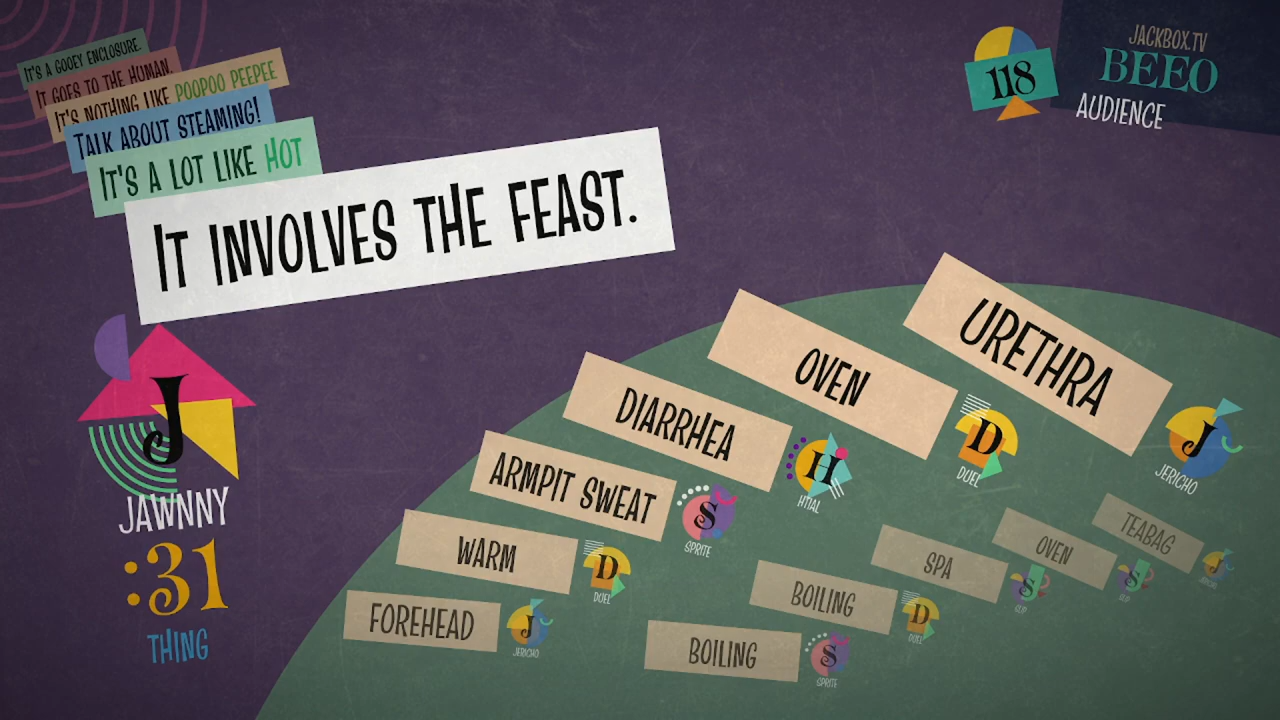 IT'S A GOOEY ENCLOSURE.
IT GOES TO THE HUMAN.
IT'S NOTHING LIKE POOPOO PEEPEE
TALK ABOUT STEAMING!
IT'S A LOT LIKE HOT
IT INVOLVES THE FEAST.
J
JAWNNY
:31
THING
118
JACKBOX.TV
BEEO
AUDIENCE
URETHRA
J
JERICHO
OVEN
D
DUEL
DIARRHEA
H
HTIAL
ARMPIT SWEAT
S
SPRITE
WARM
D
DUEL
FOREHEAD
J
JERICHO
TEABAG
J
OVEN
S
SPA
S
BOILING
D
DUEL
BOILING
S
SPRITE